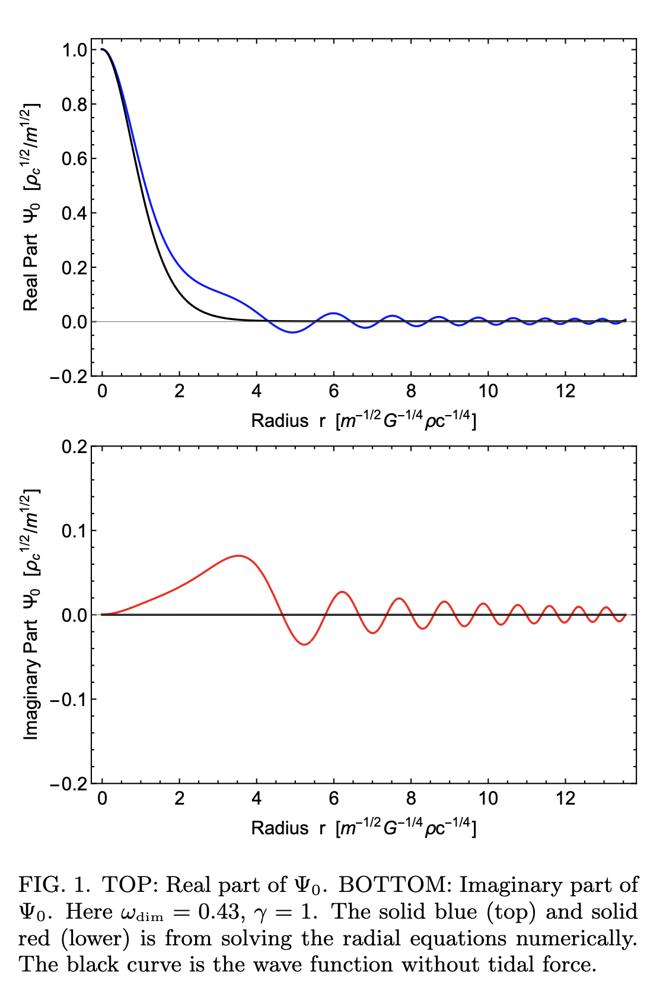 1.0
0.8
0.6
0.4
0.2
0.0
−0.2
Real Part Ψ₀ [ρc^1/2/m^1/2]
0 2 4 6 8 10 12
Radius r [m^−1/2 G^−1/4 ρc^−1/4]
0.2
0.1
0.0
−0.1
−0.2
Imaginary Part Ψ₀ [ρc^1/2/m^1/2]
0 2 4 6 8 10 12
Radius r [m^−1/2 G^−1/4 ρc^−1/4]
FIG. 1. TOP: Real part of Ψ₀. BOTTOM: Imaginary part of
Ψ₀. Here ω_dim = 0.43, γ = 1. The solid blue (top) and solid
red (lower) is from solving the radial equations numerically.
The black curve is the wave function without tidal force.